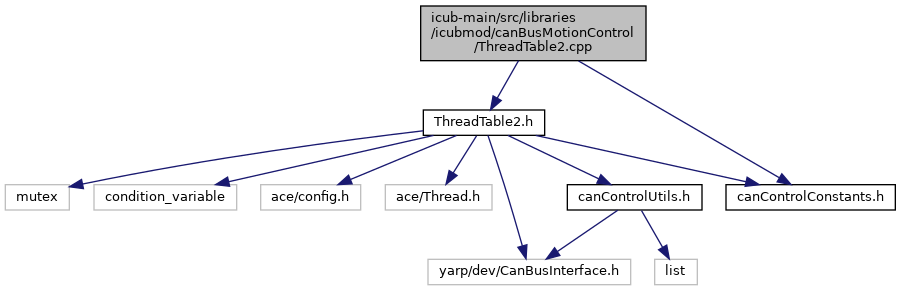 icub-main/src/libraries
/icubmod/canBusMotionControl
/ThreadTable2.cpp
ThreadTable2.h
mutex
condition_variable
ace/config.h
ace/Thread.h
canControlUtils.h
canControlConstants.h
yarp/dev/CanBusInterface.h
list